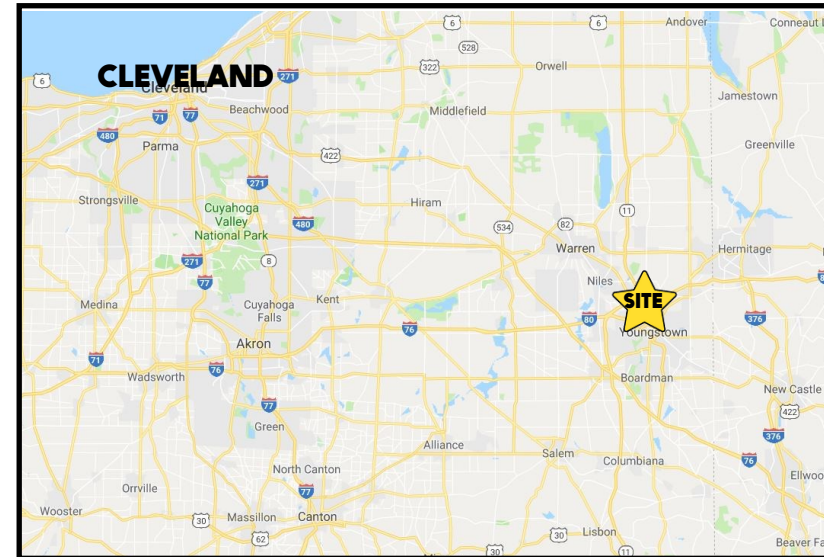 6
6
Andover
Conneaut L
528
322
Orwell
CLEVELAND
Cleveland
271
6
Jamestown
Beachwood
Middlefield
71
77
480
Parma
422
Greenville
271
Strongsville
Hiram
Cuyahoga
Valley
National Park
11
480
534
82
Warren
Hermitage
8
271
77
Niles
SITE
Medina
Cuyahoga
Falls
Kent
76
80
376
Youngstown
Akron
71
76
Wadsworth
Boardman
New Castle
77
422
Green
376
Alliance
Salem
Columbiana
76
North Canton
Ellwoo
Orrville
77
Wooster
30
Massillon
Canton
62
30
Lisbon
30
11
Beaver Fa